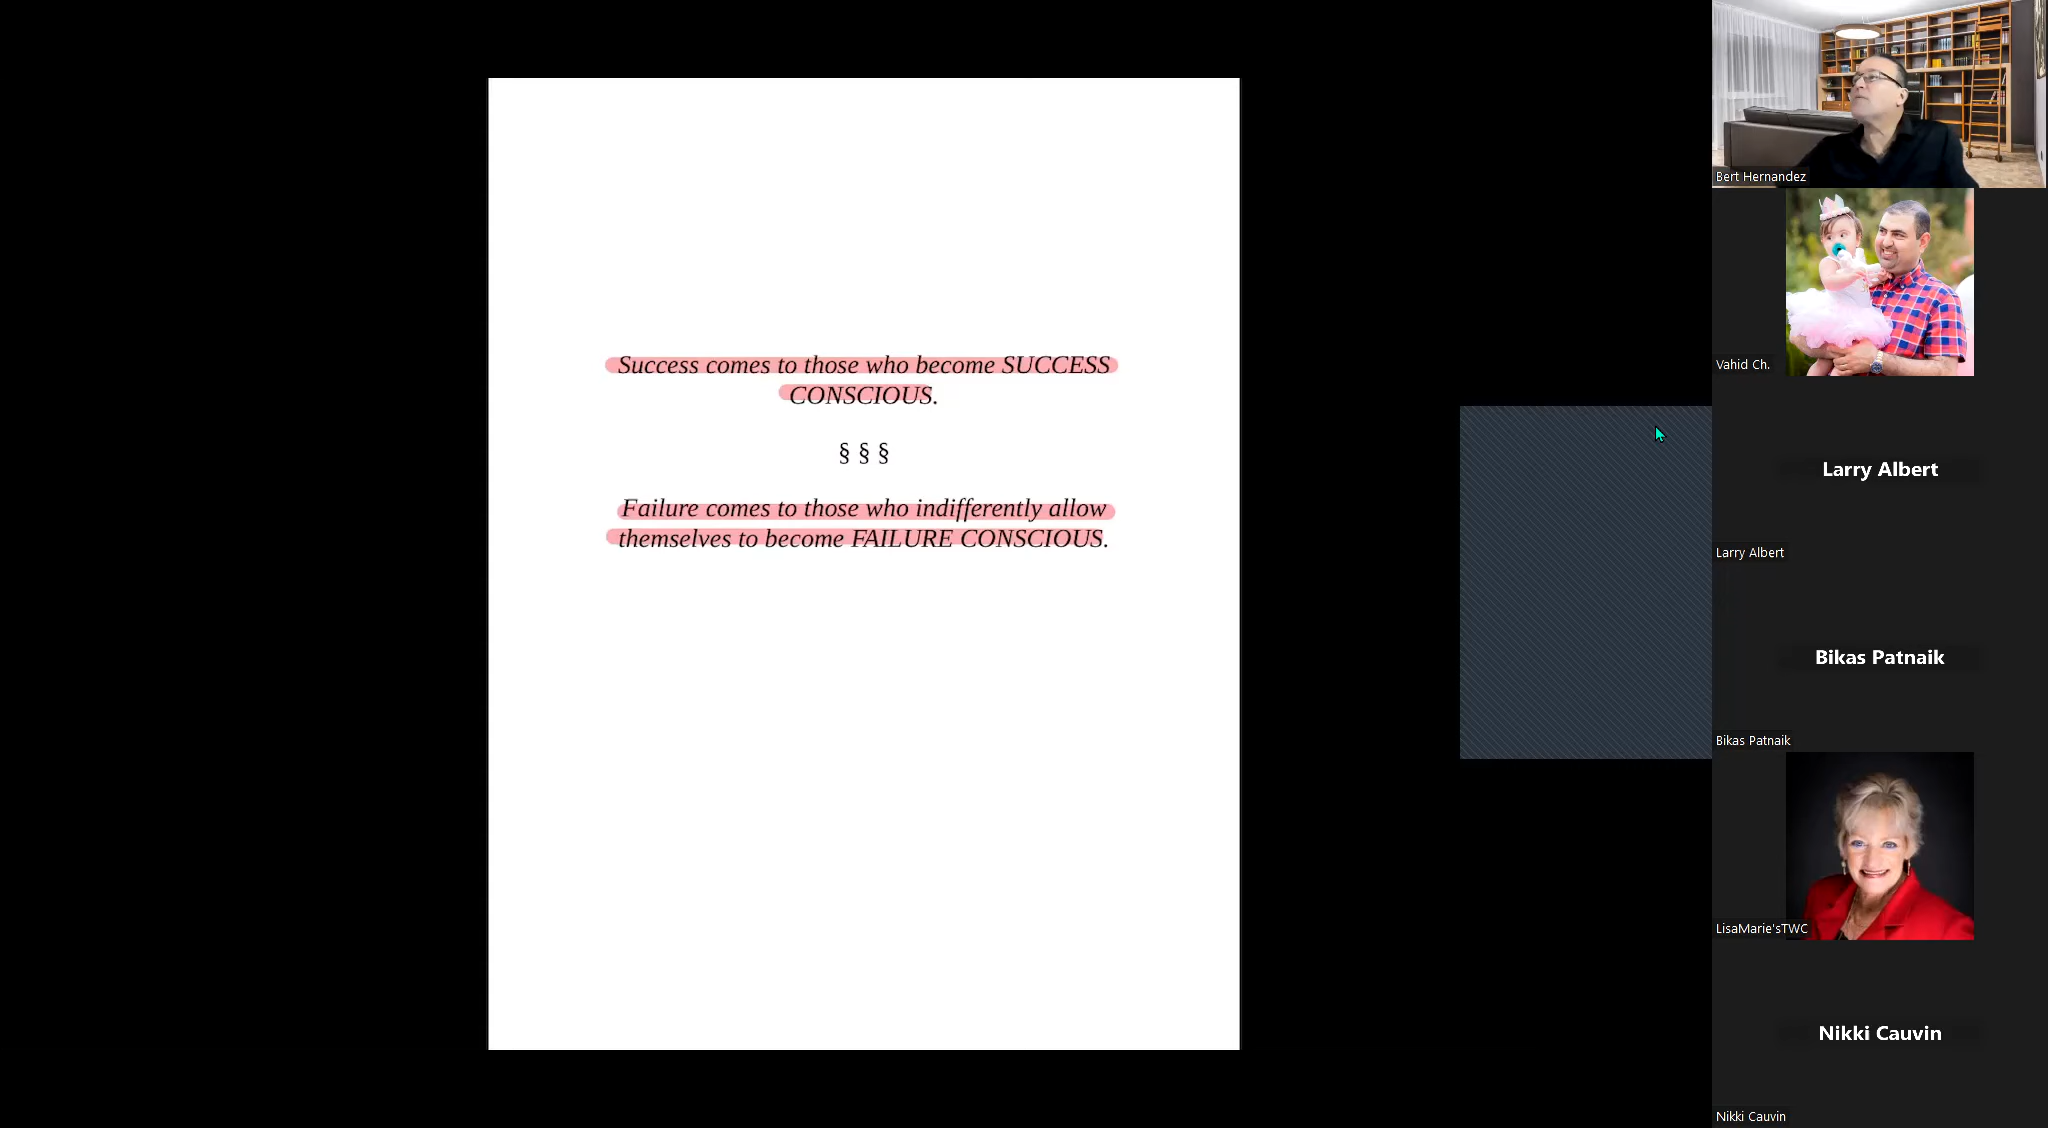 Success comes to those who become SUCCESS
CONSCIOUS.
§ § §
Failure comes to those who indifferently allow
themselves to become FAILURE CONSCIOUS.
Bert Hernandez
Vahid Ch.
Larry Albert
Larry Albert
Bikas Patnaik
Bikas Patnaik
LisaMarie'sTWC
Nikki Cauvin
Nikki Cauvin